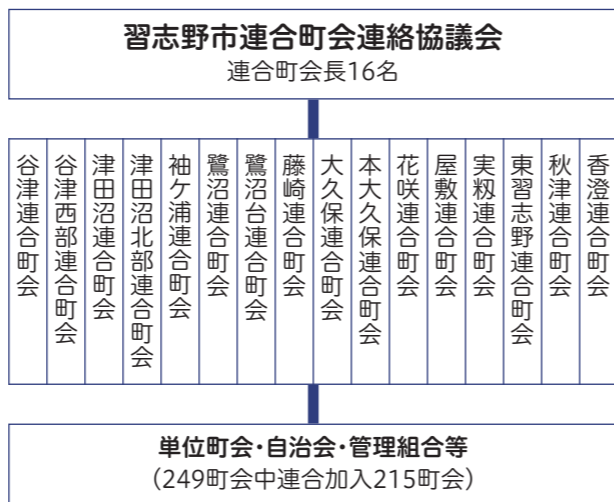 習志野市連合町会連絡協議会
連合町会長16名
谷津連合町会
谷津西部連合町会
津田沼連合町会
津田沼北部連合町会
袖ケ浦連合町会
鷺沼連合町会
鷺沼台連合町会
藤崎連合町会
大久保連合町会
本大久保連合町会
花咲連合町会
屋敷連合町会
実籾連合町会
東習志野連合町会
秋津連合町会
香澄連合町会
単位町会・自治会・管理組合等
（249町会中連合加入215町会）